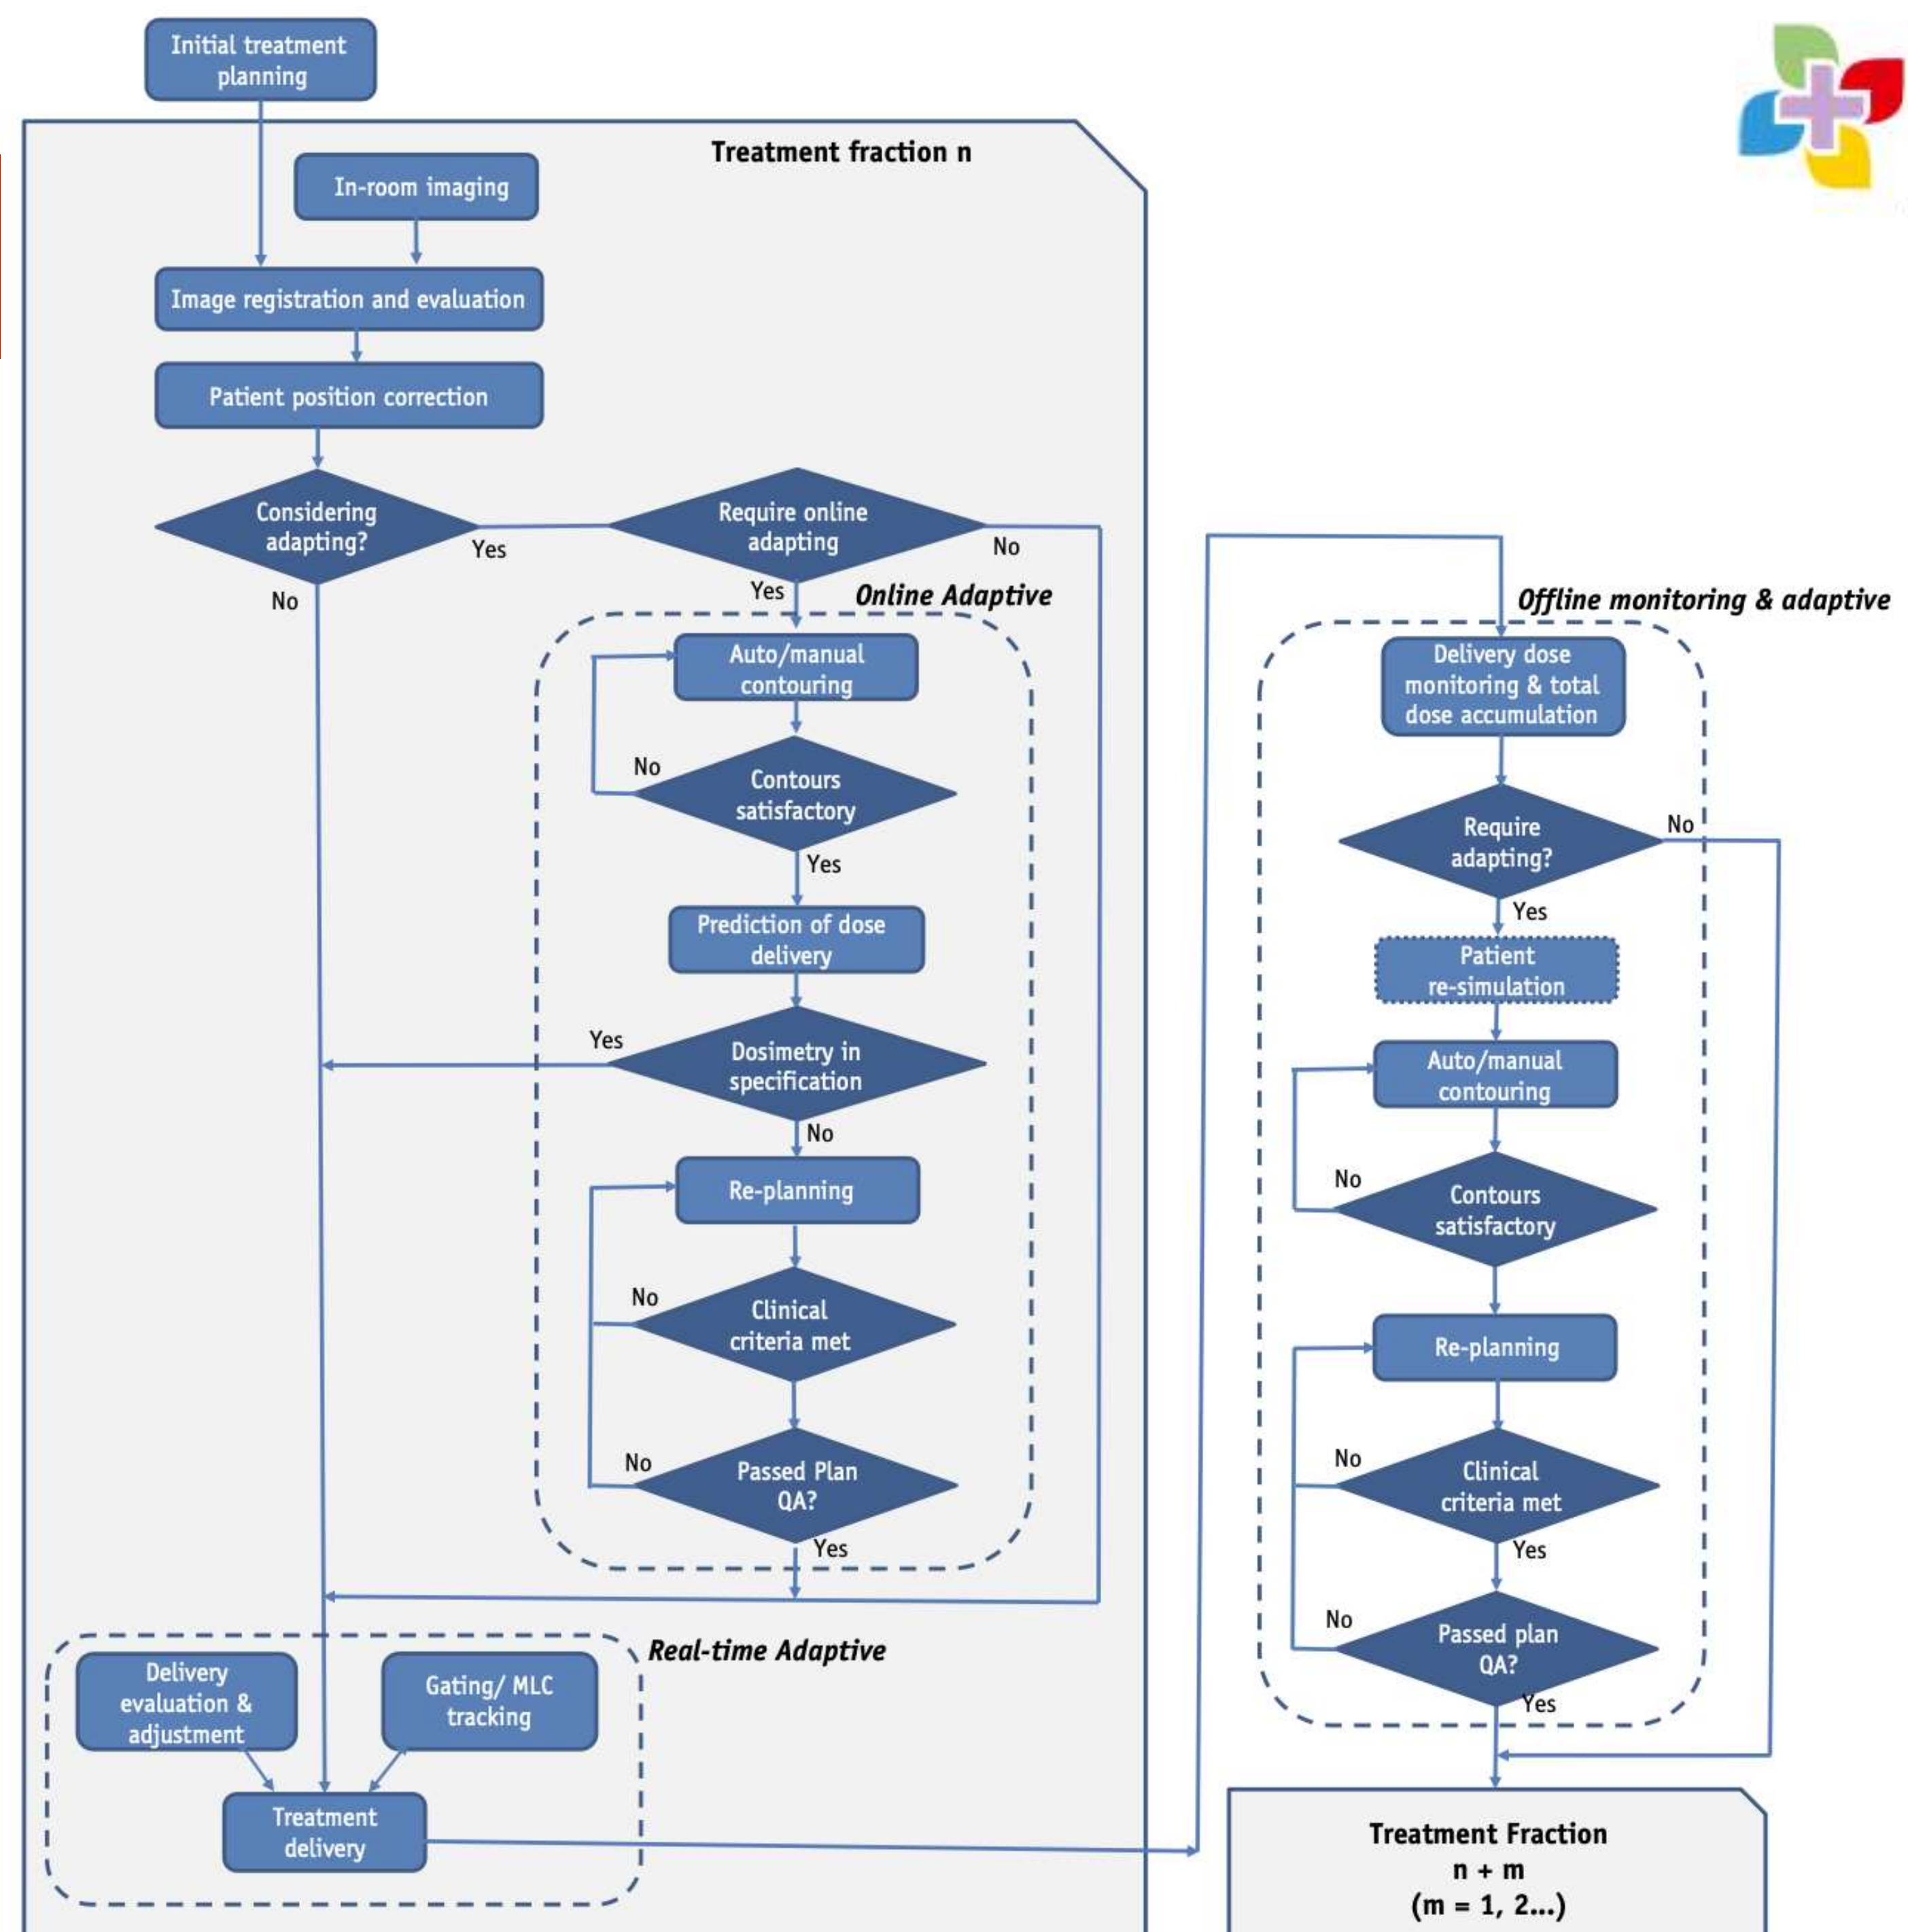 Initial treatment
planning
Treatment fraction n
In-room imaging
Image registration and evaluation
Patient position correction
Considering
adapting?
Yes
No
Require online
adapting
No
Yes
Online Adaptive
Auto/manual
contouring
No
Contours
satisfactory
Yes
Prediction of dose
delivery
Yes
Dosimetry in
specification
No
Re-planning
No
Clinical
criteria met
No
Passed Plan
QA?
Yes
Real-time Adaptive
Delivery
evaluation &
adjustment
Gating/ MLC
tracking
Treatment
delivery
Offline monitoring & adaptive
Delivery dose
monitoring & total
dose accumulation
Require
adapting?
No
Yes
Patient
re-simulation
Auto/manual
contouring
No
Contours
satisfactory
Re-planning
No
Clinical
criteria met
Yes
No
Passed plan
QA?
Yes
Treatment Fraction
n + m
(m = 1, 2...)